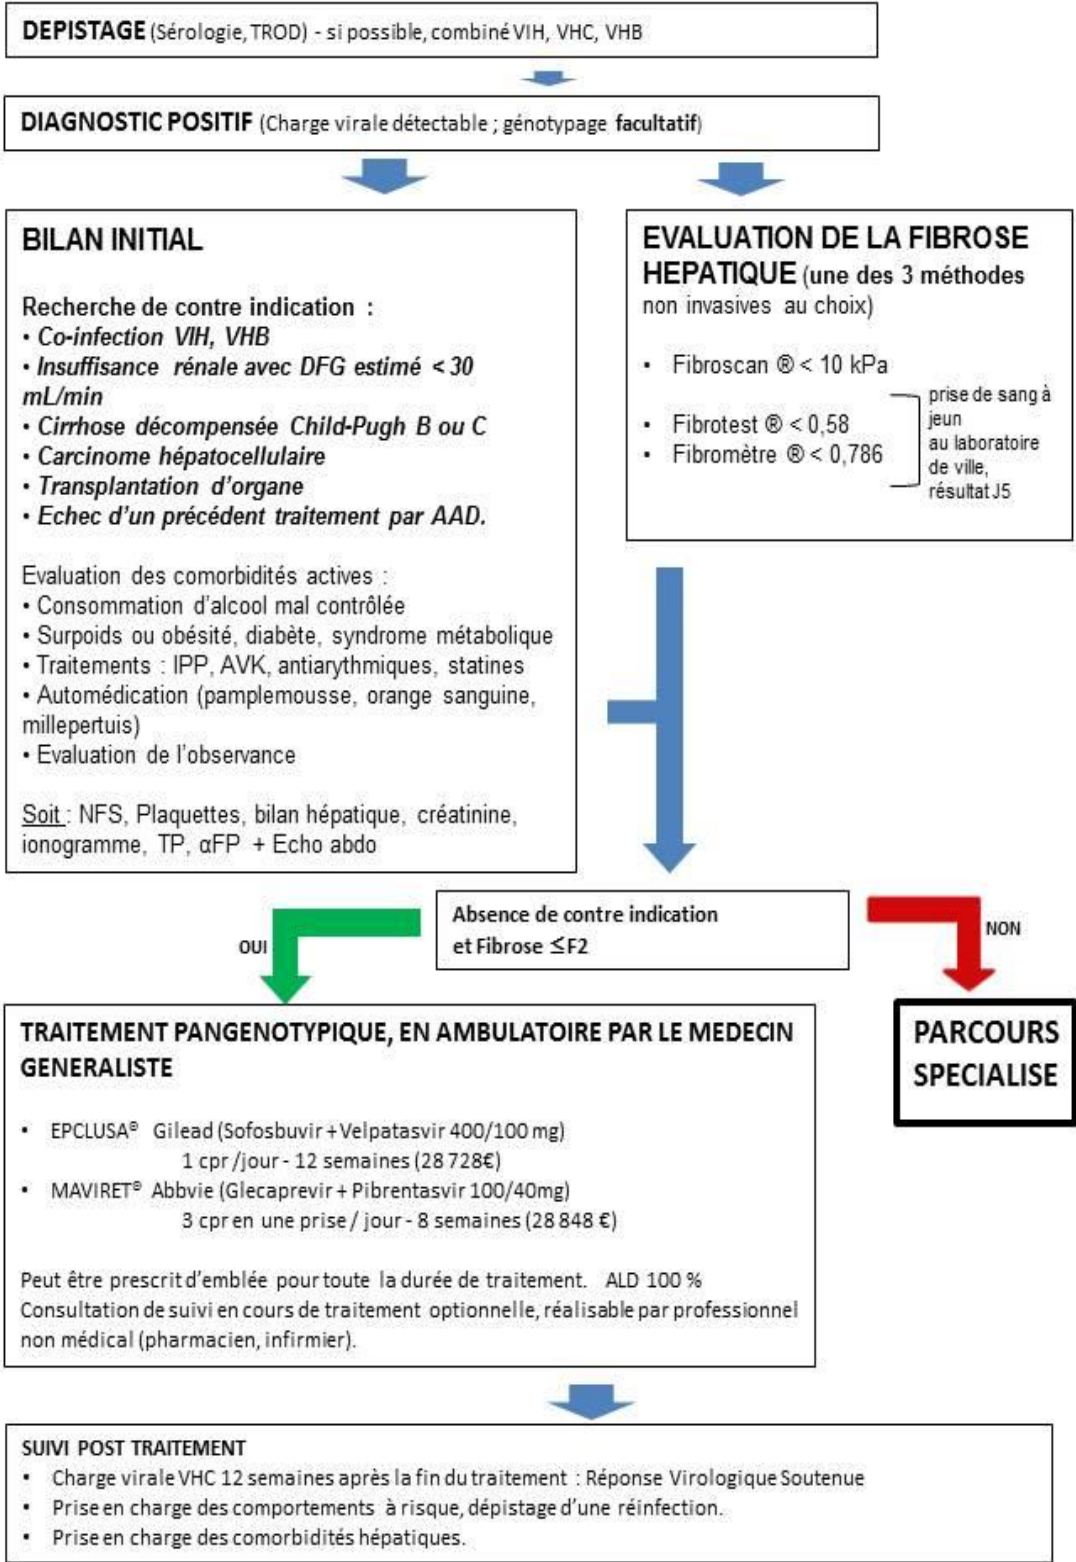 DEPISTAGE (Sérologie, TROD) - si possible, combiné VIH, VHC, VHB
DIAGNOSTIC POSITIF (Charge virale détectable ; génotypage facultatif)
BILAN INITIAL
Recherche de contre indication :
• Co-infection VIH, VHB
• Insuffisance rénale avec DFG estimé < 30
mL/min
• Cirrhose décompensée Child-Pugh B ou C
• Carcinome hépatocellulaire
• Transplantation d'organe
• Echec d'un précédent traitement par AAD.
Evaluation des comorbidités actives :
• Consommation d'alcool mal contrôlée
• Surpoids ou obésité, diabète, syndrome métabolique
• Traitements : IPP, AVK, antiarythmiques, statines
• Automédication (pamplemousse, orange sanguine,
millepertuis)
• Evaluation de l'observance
Soit : NFS, Plaquettes, bilan hépatique, créatinine,
ionogramme, TP, αFP + Echo abdo
EVALUATION DE LA FIBROSE
HEPATIQUE (une des 3 méthodes
non invasives au choix)
• Fibroscan ® < 10 kPa
• Fibrotest ® < 0,58
• Fibromètre ® < 0,786
prise de sang à
jeun
au laboratoire
de ville,
résultat J5
Absence de contre indication
et Fibrose ≤F2
OUI
NON
TRAITEMENT PANGENOTYPIQUE, EN AMBULATOIRE PAR LE MEDECIN
GENERALISTE
• EPCLUSA® Gilead (Sofosbuvir + Velpatasvir 400/100 mg)
1 cpr /jour - 12 semaines (28 728€)
• MAVIRET® Abbvie (Glecaprevir + Pibrentasvir 100/40mg)
3 cpr en une prise / jour - 8 semaines (28 848 €)
Peut être prescrit d'emblée pour toute la durée de traitement. ALD 100 %
Consultation de suivi en cours de traitement optionnelle, réalisable par professionnel
non médical (pharmacien, infirmier).
PARCOURS
SPECIALISE
SUIVI POST TRAITEMENT
• Charge virale VHC 12 semaines après la fin du traitement : Réponse Virologique Soutenue
• Prise en charge des comportements à risque, dépistage d'une réinfection.
• Prise en charge des comorbidités hépatiques.